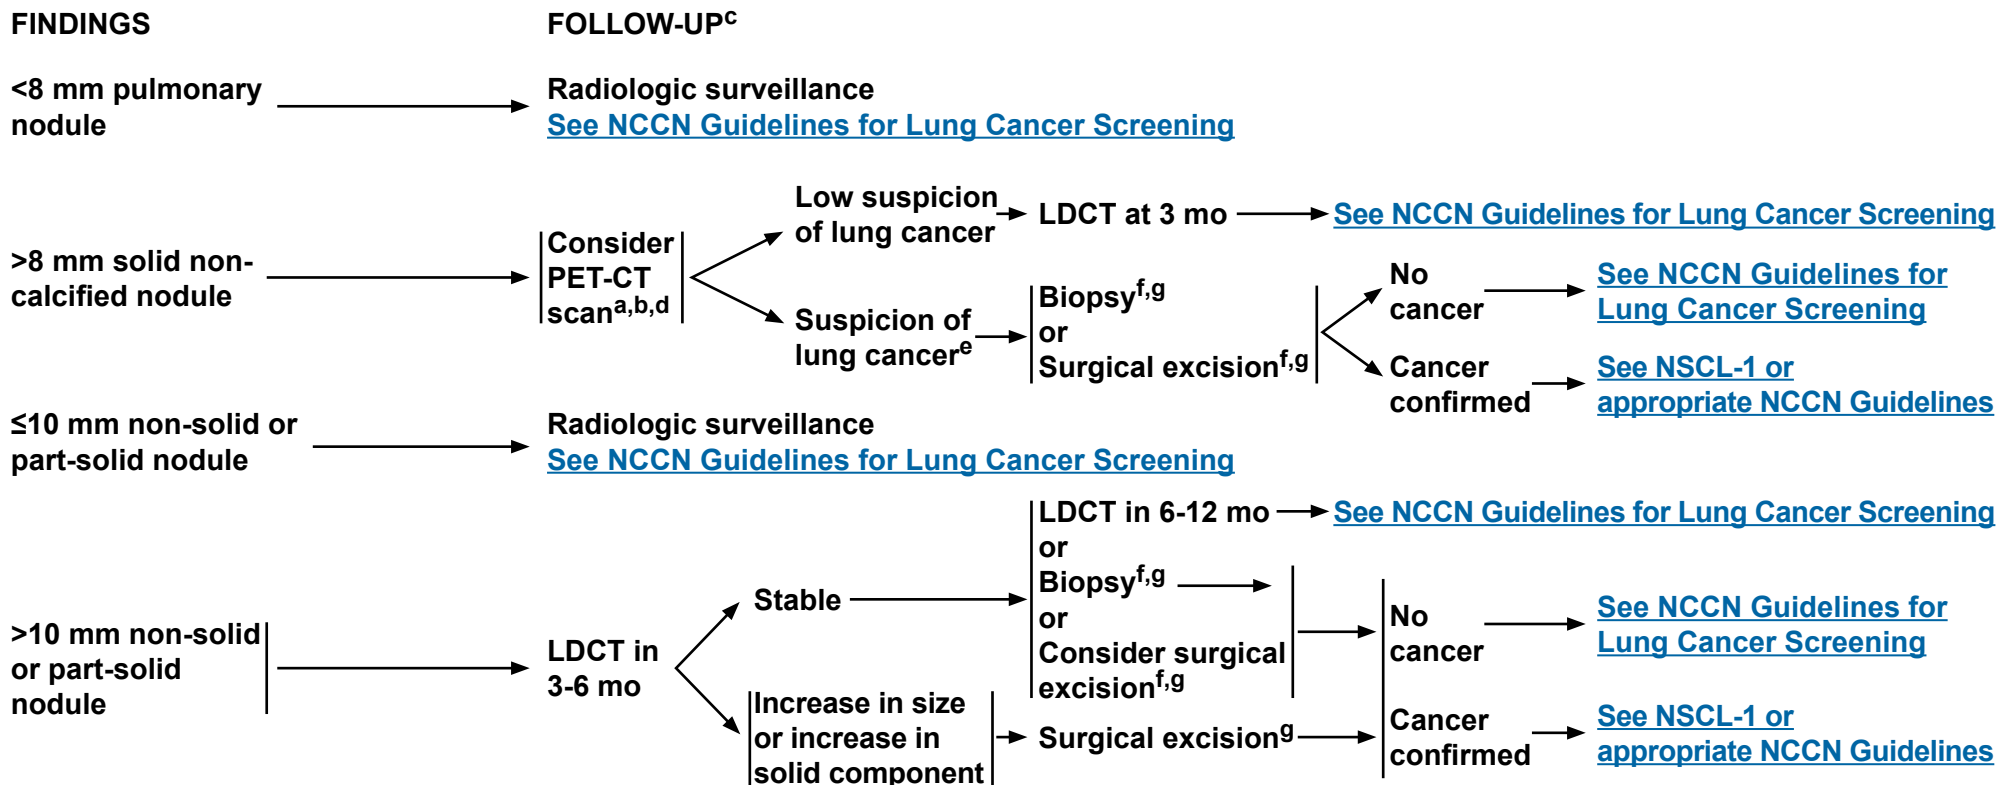 FINDINGS
FOLLOW-UPc
<8 mm pulmonary
nodule
Radiologic surveillance
See NCCN Guidelines for Lung Cancer Screening
>8 mm solid non-
calcified nodule
Consider
PET-CT
scana,b,d
Low suspicion
of lung cancer
LDCT at 3 mo
See NCCN Guidelines for Lung Cancer Screening
Suspicion of
lung cancere
Biopsyf,g
or
Surgical excisionf,g
No
cancer
See NCCN Guidelines for
Lung Cancer Screening
Cancer
confirmed
See NSCL-1 or
appropriate NCCN Guidelines
≤10 mm non-solid or
part-solid nodule
Radiologic surveillance
See NCCN Guidelines for Lung Cancer Screening
>10 mm non-solid
or part-solid
nodule
LDCT in
3-6 mo
Stable
LDCT in 6-12 mo
See NCCN Guidelines for Lung Cancer Screening
or
Biopsyf,g
or
Consider surgical
excisionf,g
Increase in size
or increase in
solid component
Surgical excisiong
No
cancer
See NCCN Guidelines for
Lung Cancer Screening
Cancer
confirmed
See NSCL-1 or
appropriate NCCN Guidelines